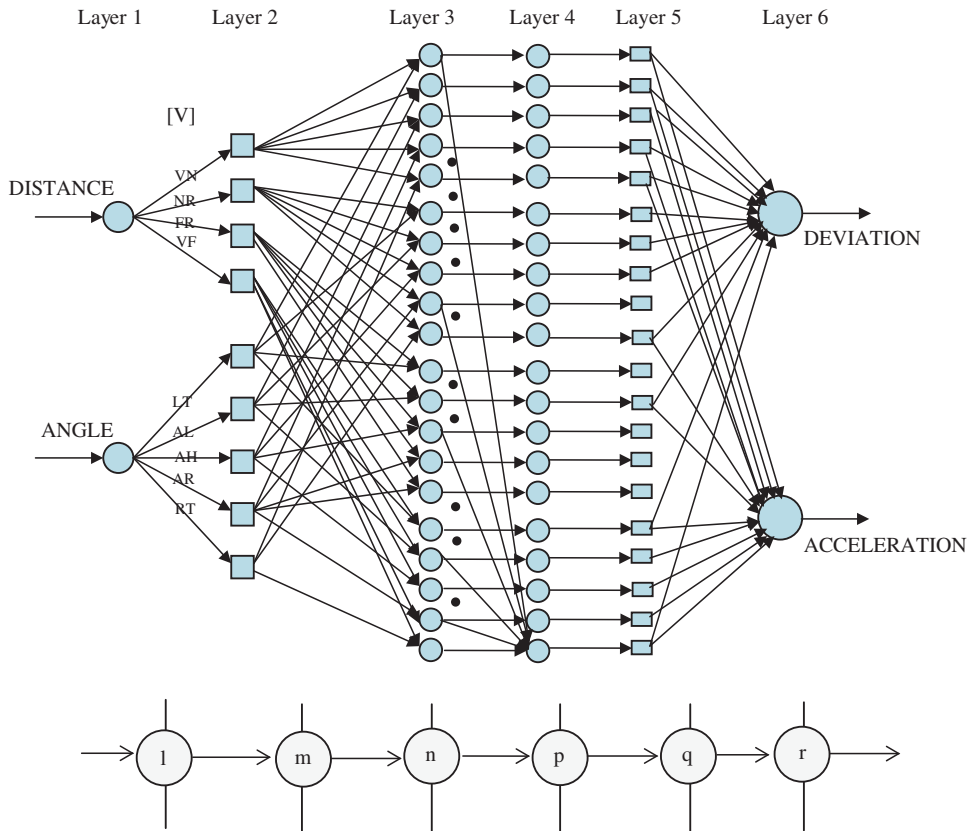 Layer 1 Layer 2 Layer 3 Layer 4 Layer 5 Layer 6
[V]
VN
DISTANCE
NR
FR
VF
DEVIATION
LT
ANGLE
AL
AH
AR
RT
ACCELERATION
l m n p q r